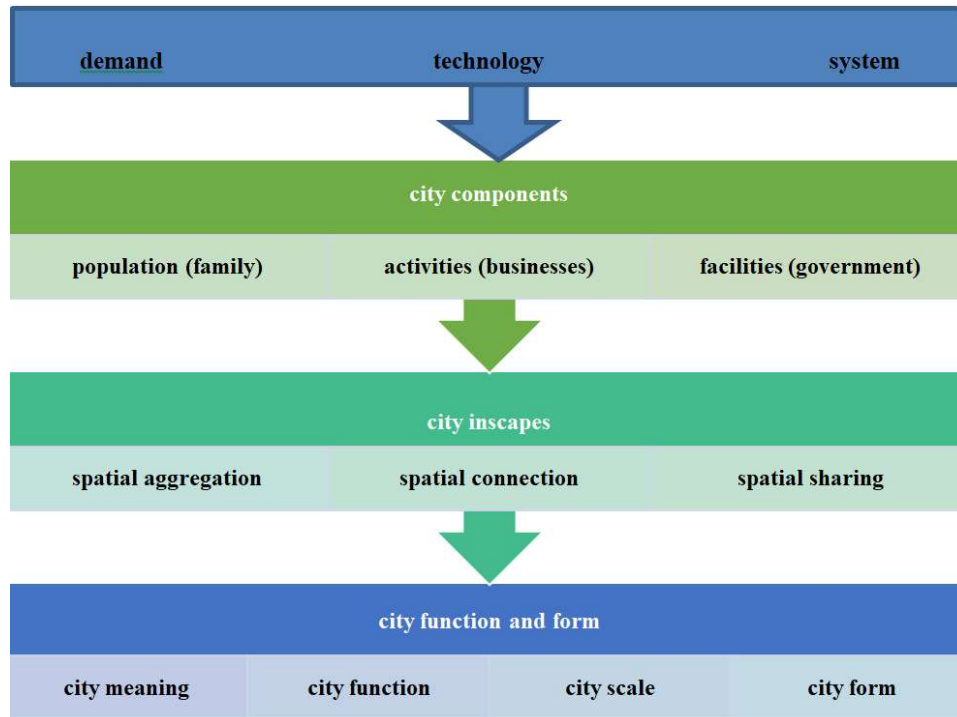 demand technology system
city components
population (family) activities (businesses) facilities (government)
city inscapes
spatial aggregation spatial connection spatial sharing
city function and form
city meaning city function city scale city form